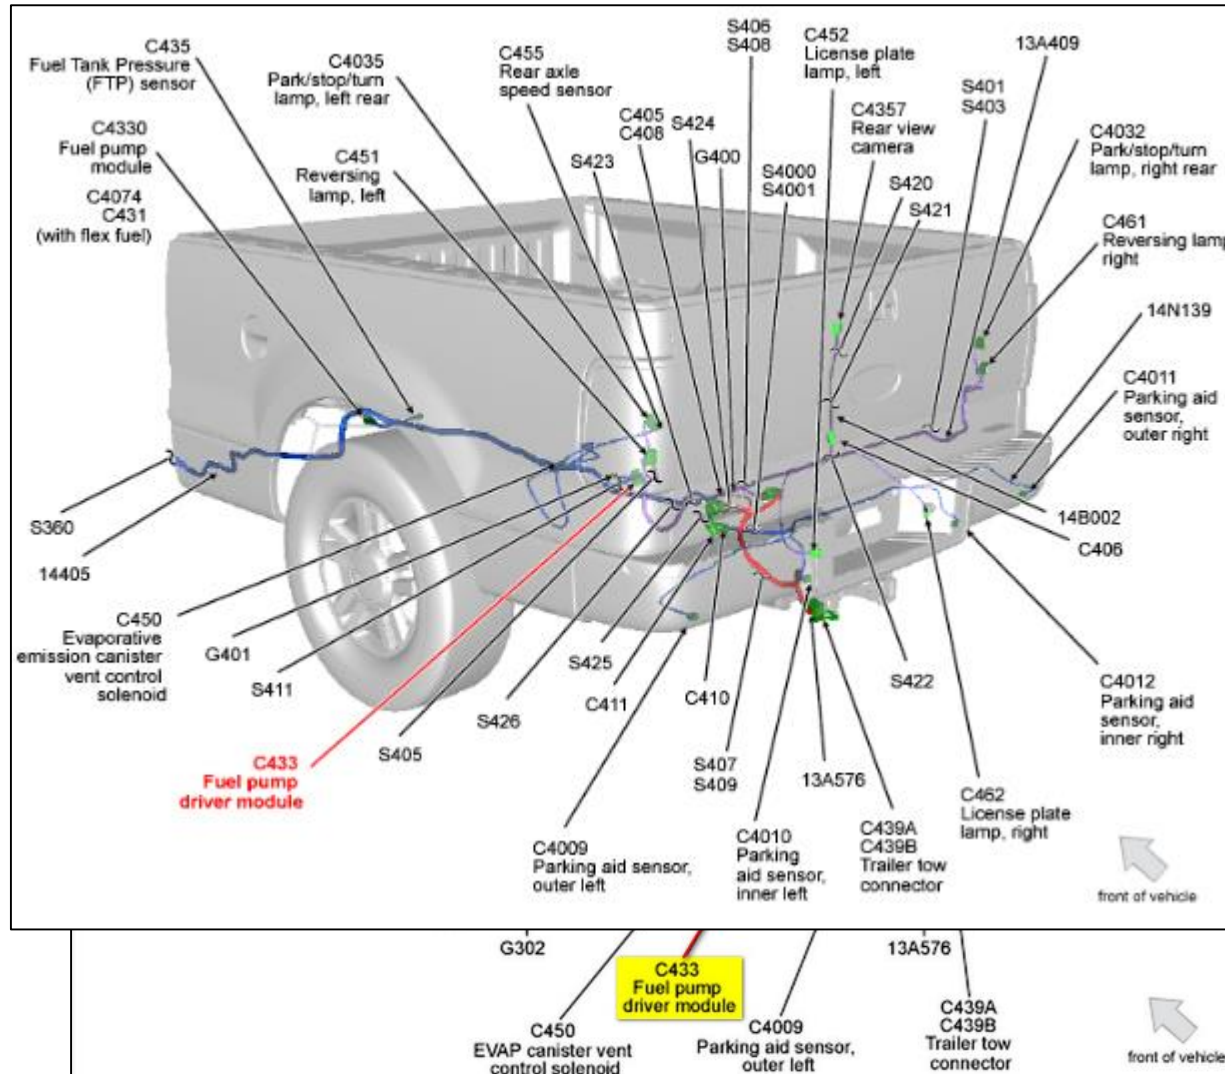 C435
Fuel Tank Pressure
(FTP) sensor
C4330
Fuel pump
module
C4074
C431
(with flex fuel)
C4035
Park/stop/turn
lamp, left rear
C451
Reversing
lamp, left
C455
Rear axle
speed sensor
S423
C405
C408
S424
G400
S406
S408
S4000
S4001
C452
License plate
lamp, left
C4357
Rear view
camera
S420
S421
13A409
S401
S403
C4032
Park/stop/turn
lamp, right rear
C461
Reversing lamp
right
14N139
C4011
Parking aid
sensor,
outer right
14B002
C406
S422
C4012
Parking aid
sensor,
inner right
S360
14405
C450
Evaporative
emission canister
vent control
solenoid
G401
S411
C433
Fuel pump
driver module
S405
S426
S425
C411
C410
S407
S409
13A576
C4009
Parking aid sensor,
outer left
C4010
Parking
aid sensor,
inner left
C439A
C439B
Trailer tow
connector
C462
License plate
lamp, right
front of vehicle
G302
C433
Fuel pump
driver module
13A576
C450
EVAP canister vent
control solenoid
C4009
Parking aid sensor,
outer left
C439A
C439B
Trailer tow
connector
front of vehicle